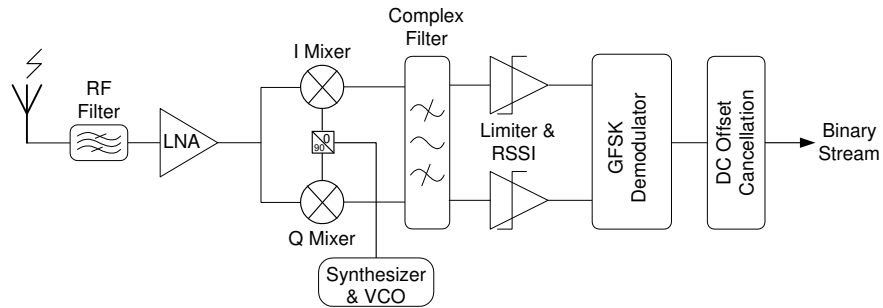 Complex
Filter
I Mixer
RF
Filter
LNA
0
90
Limiter &
RSSI
GFSK
Demodulator
DC Offset
Cancellation
Binary
Stream
Q Mixer
Synthesizer
& VCO